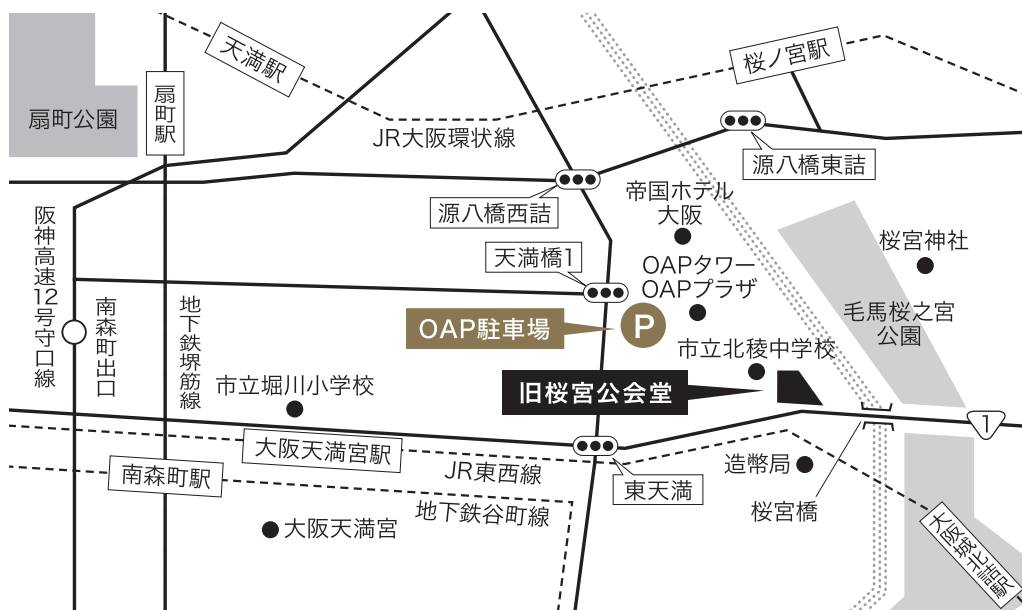 天満駅
扇町公園
扇町駅
JR大阪環状線
桜ノ宮駅
源八橋東詰
源八橋西詰
帝国ホテル
大阪
天満橋1
OAPタワー
OAPプラザ
桜宮神社
毛馬桜之宮
公園
阪神高速12号守口線
南森町出口
地下鉄堺筋線
OAP駐車場
P
市立北稜中学校
旧桜宮公会堂
市立堀川小学校
1
大阪天満宮駅
JR東西線
南森町駅
地下鉄谷町線
東天満
造幣局
桜宮橋
大阪天満宮
大阪城北詰駅